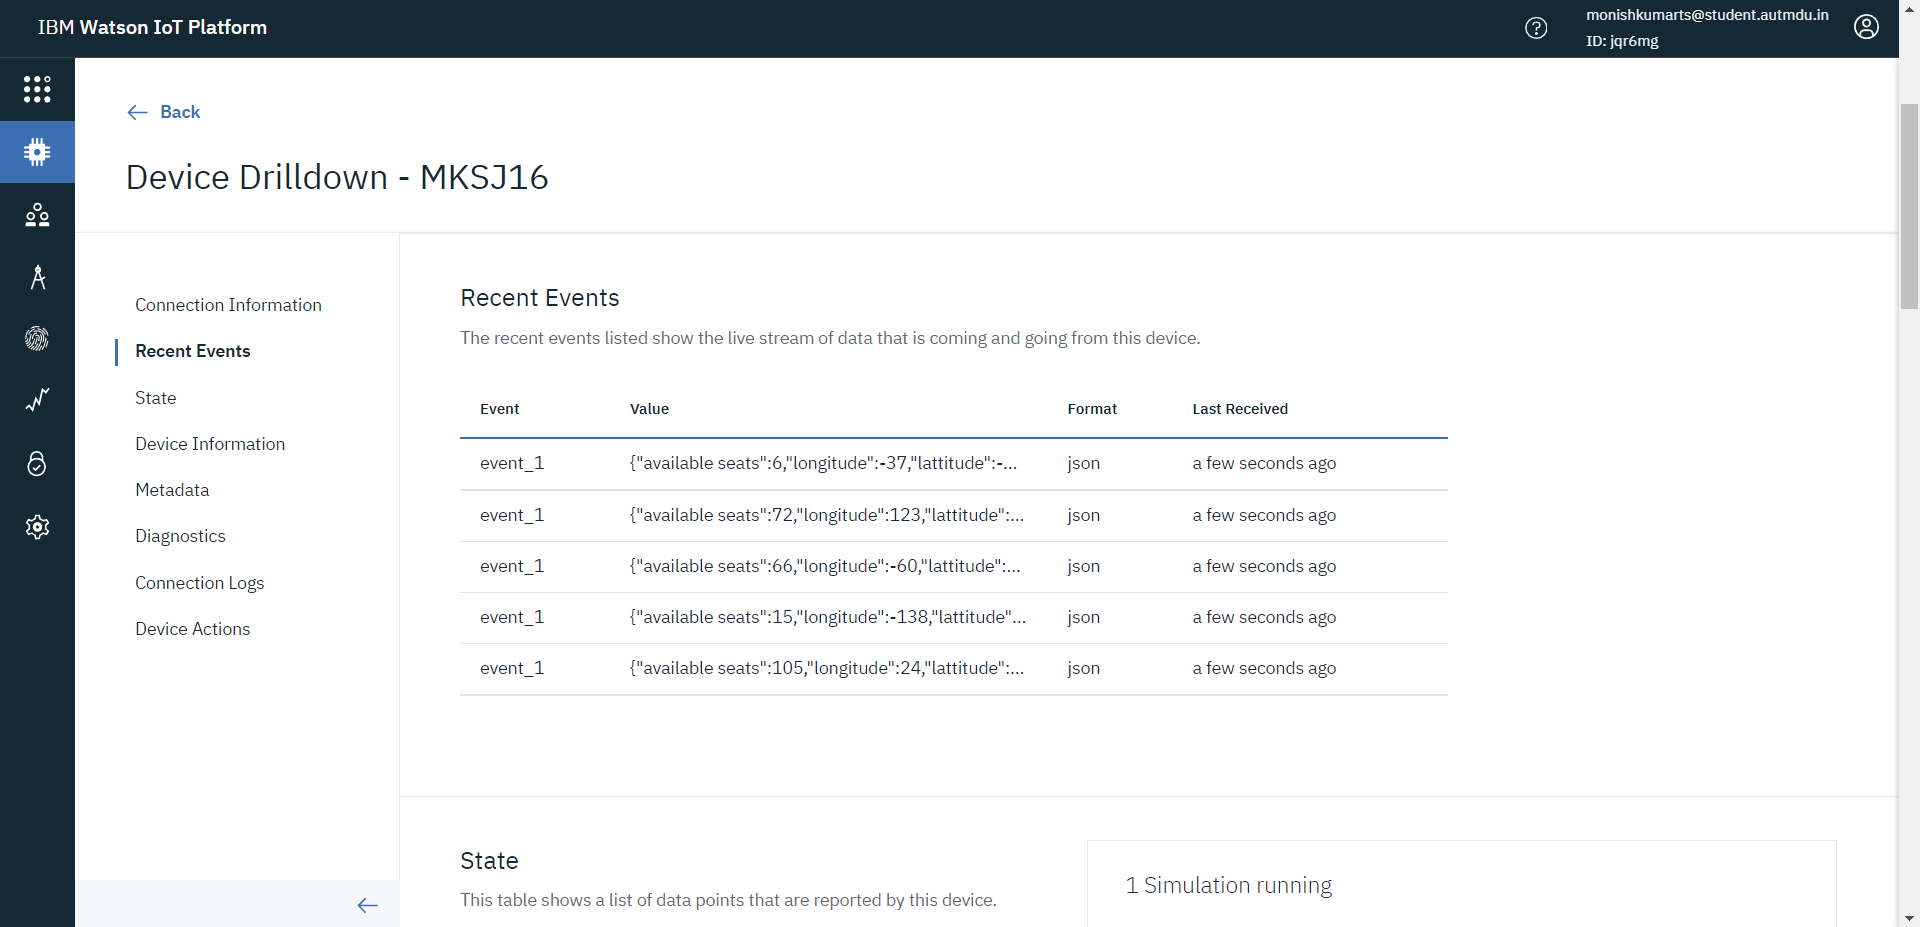 IBM Watson IoT Platform
monishkumarts@student.autmdu.in
ID: jqr6mg
Back
Device Drilldown - MKSJ16
Connection Information
Recent Events
State
Device Information
Metadata
Diagnostics
Connection Logs
Device Actions
Recent Events
The recent events listed show the live stream of data that is coming and going from this device.
Event Value Format Last Received
event_1 {"available seats":6,"longitude":-37,"lattitude":-... json a few seconds ago
event_1 {"available seats":72,"longitude":123,"lattitude":... json a few seconds ago
event_1 {"available seats":66,"longitude":-60,"lattitude":... json a few seconds ago
event_1 {"available seats":15,"longitude":-138,"lattitude"... json a few seconds ago
event_1 {"available seats":105,"longitude":24,"lattitude":... json a few seconds ago
State
This table shows a list of data points that are reported by this device.
1 Simulation running